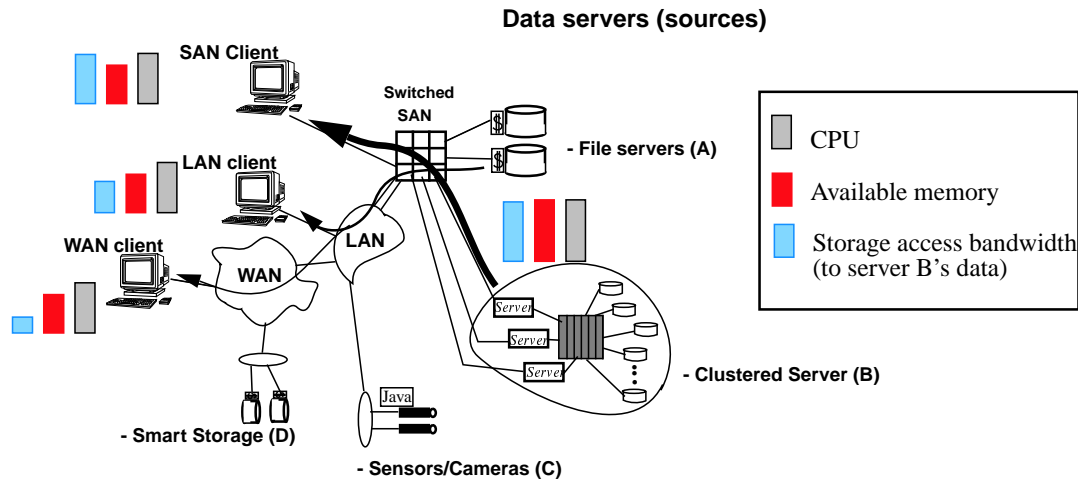 Data servers (sources)
SAN Client
Switched
SAN
$
$
- File servers (A)
CPU
Available memory
Storage access bandwidth
(to server B's data)
LAN client
LAN
WAN client
WAN
Server
Server
Server
- Clustered Server (B)
Java
- Smart Storage (D)
- Sensors/Cameras (C)